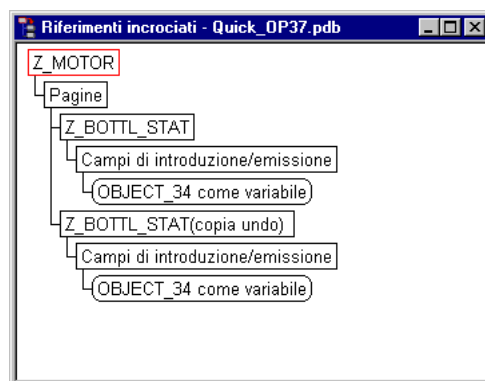 Riferimenti incrociati - Quick_OP37.pdb
Z_MOTOR
Pagine
Z_BOTTL_STAT
Campi di introduzione/emissione
OBJECT_34 come variabile
Z_BOTTL_STAT(copia undo)
Campi di introduzione/emissione
OBJECT_34 come variabile